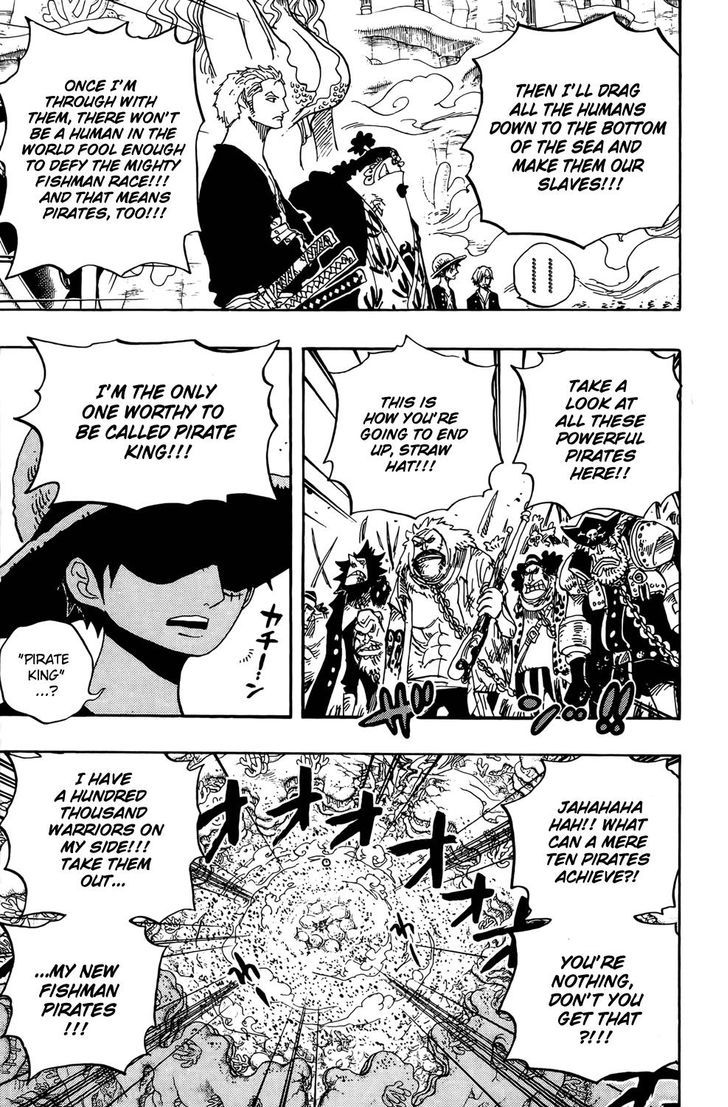 THEN I'LL DRAG
ALL THE HUMANS
DOWN TO THE BOTTOM
OF THE SEA AND
MAKE THEM OUR
SLAVES!!!
ONCE I'M
THROUGH WITH
THEM, THERE WON'T
BE A HUMAN IN THE
WORLD FOOL ENOUGH
TO DEFY THE MIGHTY
FISHMAN RACE!!!
AND THAT MEANS
PIRATES, TOO!!!
TAKE A
LOOK AT
ALL THESE
POWERFUL
PIRATES
HERE!!
THIS IS
HOW YOU'RE
GOING TO END
UP, STRAW
HAT!!!
ザン…!!
I'M THE ONLY
ONE WORTHY TO
BE CALLED PIRATE
KING!!!
カチーン
"PIRATE
KING"
...?
JAHAHAHA
HAH!! WHAT
CAN A MERE
TEN PIRATES
ACHIEVE?!
YOU'RE
NOTHING,
DON'T YOU
GET THAT
?!!!
オオオオオオ
わ
わ
I HAVE
A HUNDRED
THOUSAND
WARRIORS ON
MY SIDE!!!
TAKE THEM
OUT...
...MY NEW
FISHMAN
PIRATES
!!!